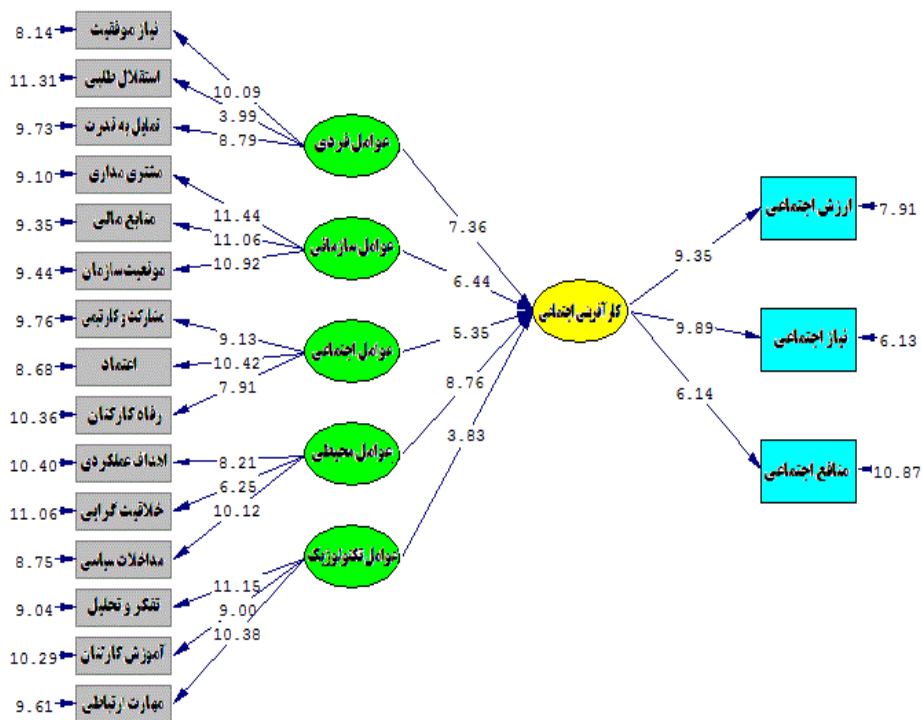 8.14 نیاز موفقیت
11.31 استقلال طلبی
9.73 تمایل به قدرت
9.10 مشتری مداری
9.35 منابع مالی
9.44 موقعیت سازمان
9.76 مشارکت و کار تیمی
8.68 اعتماد
10.36 رفاه کارکنان
10.40 اهداف عملکردی
11.06 خلاقیت گرایی
8.75 مداخلات سیاسی
9.04 تفکر و تحلیل
10.29 آموزش کارکنان
9.61 مهارت ارتباطی
10.09
3.99
8.79
11.44
11.06
10.92
9.13
10.42
7.91
8.21
6.25
10.12
11.15
9.00
10.38
عوامل فردی
عوامل سازمانی
عوامل اجتماعی
عوامل محیطی
عوامل تکنولوژیک
7.36
6.44
5.35
8.76
3.83
کارآفرینی اجتماعی
9.35
9.89
6.14
ارزش اجتماعی 7.91
نیاز اجتماعی 6.13
منافع اجتماعی 10.87